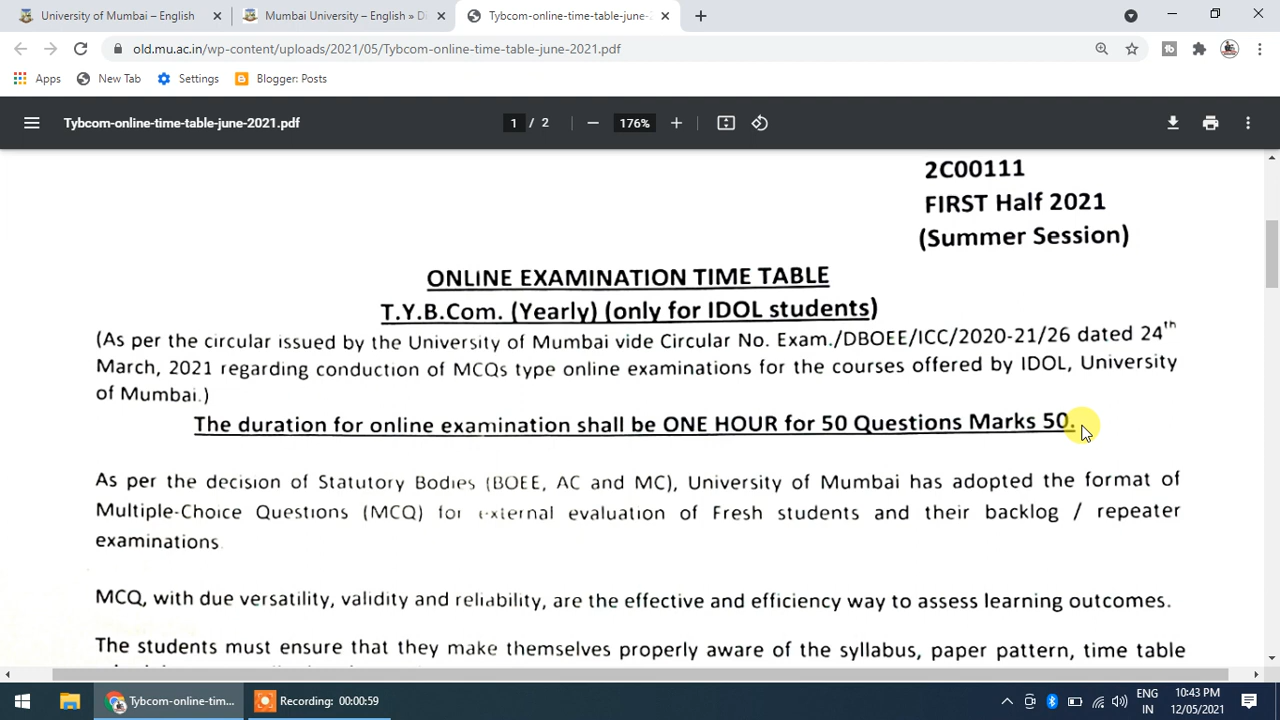 University of Mumbai – English
Mumbai University – English » D
Tybcom-online-time-table-june-
old.mu.ac.in/wp-content/uploads/2021/05/Tybcom-online-time-table-june-2021.pdf
Apps
New Tab
Settings
Blogger: Posts
Tybcom-online-time-table-june-2021.pdf
1 / 2
176%
2C00111
FIRST Half 2021
(Summer Session)
ONLINE EXAMINATION TIME TABLE
T.Y.B.Com. (Yearly) (only for IDOL students)
(As per the circular issued by the University of Mumbai vide Circular No. Exam./DBOEE/ICC/2020-21/26 dated 24th
March, 2021 regarding conduction of MCQs type online examinations for the courses offered by IDOL, University
of Mumbai.)
The duration for online examination shall be ONE HOUR for 50 Questions Marks 50.
As per the decision of Statutory Bodies (BOEE, AC and MC), University of Mumbai has adopted the format of
Multiple-Choice Questions (MCQ) for external evaluation of Fresh students and their backlog / repeater
examinations.
MCQ, with due versatility, validity and reliability, are the effective and efficiency way to assess learning outcomes.
The students must ensure that they make themselves properly aware of the syllabus, paper pattern, time table
Tybcom-online-tim...
Recording: 00:00:59
ENG
IN
10:43 PM
12/05/2021